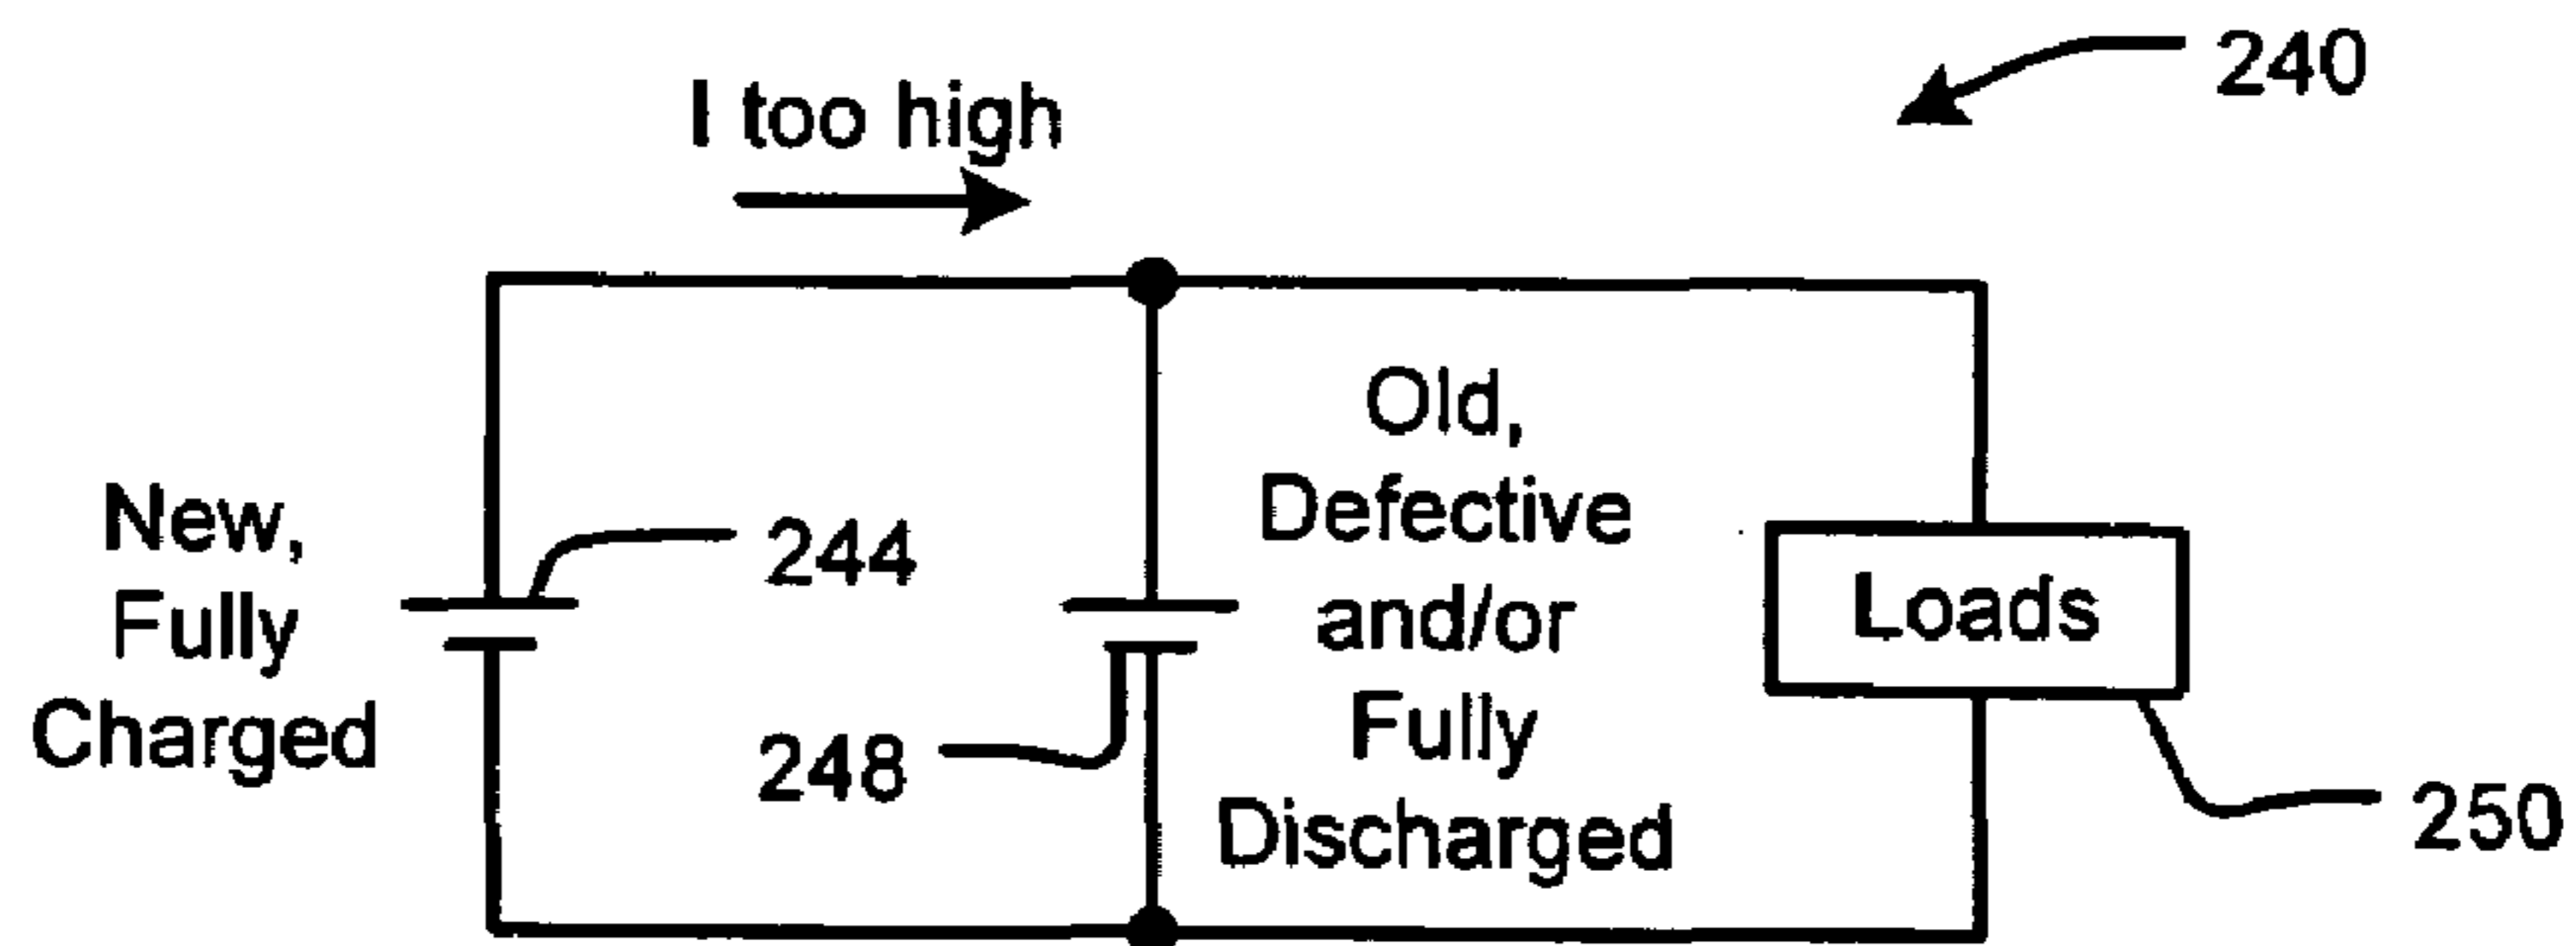 240
I too high
New,
Fully
Charged
244
248
Old,
Defective
and/or
Fully
Discharged
Loads
250